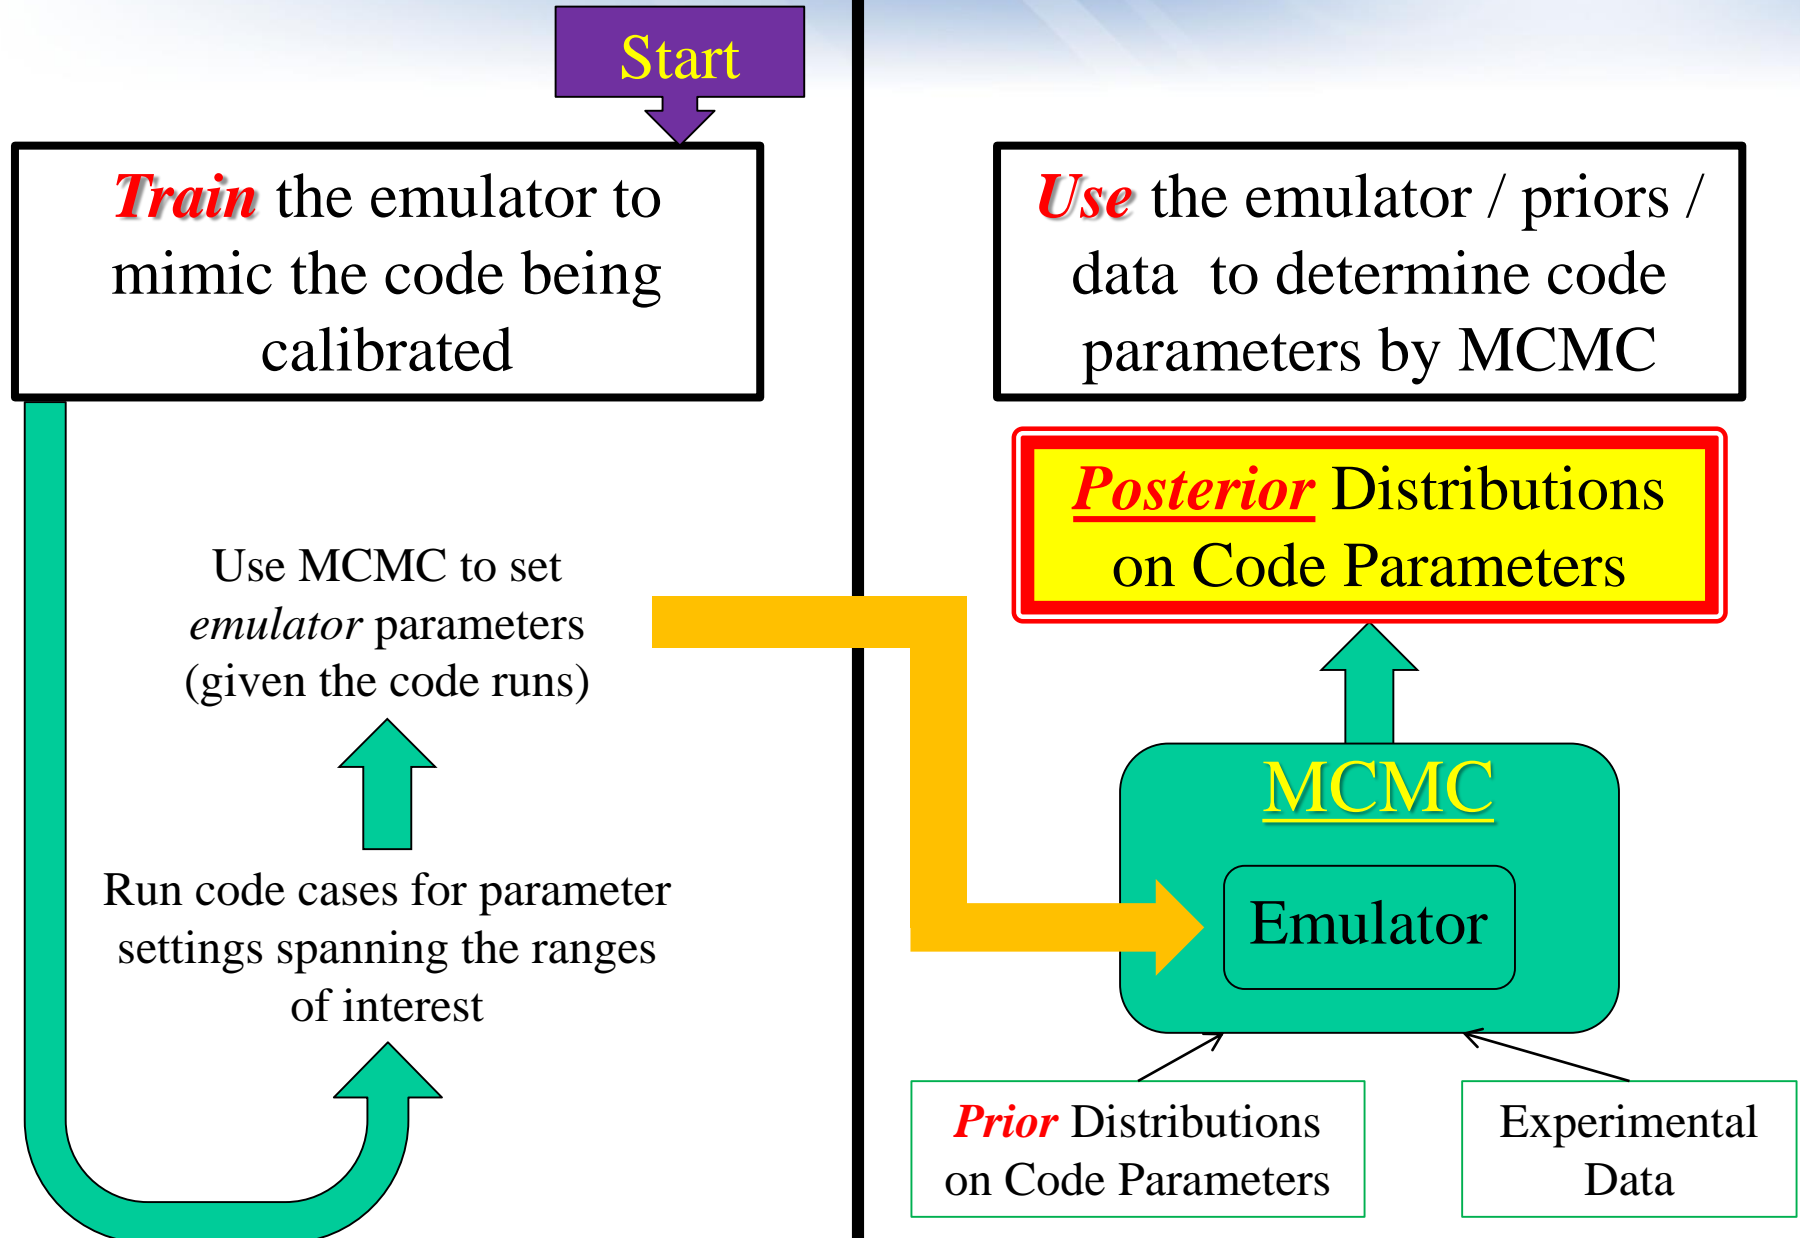 Start
Train the emulator to
mimic the code being
calibrated
Use MCMC to set
emulator parameters
(given the code runs)
Run code cases for parameter
settings spanning the ranges
of interest
Use the emulator / priors /
data to determine code
parameters by MCMC
Posterior Distributions
on Code Parameters
MCMC
Emulator
Prior Distributions
on Code Parameters
Experimental
Data